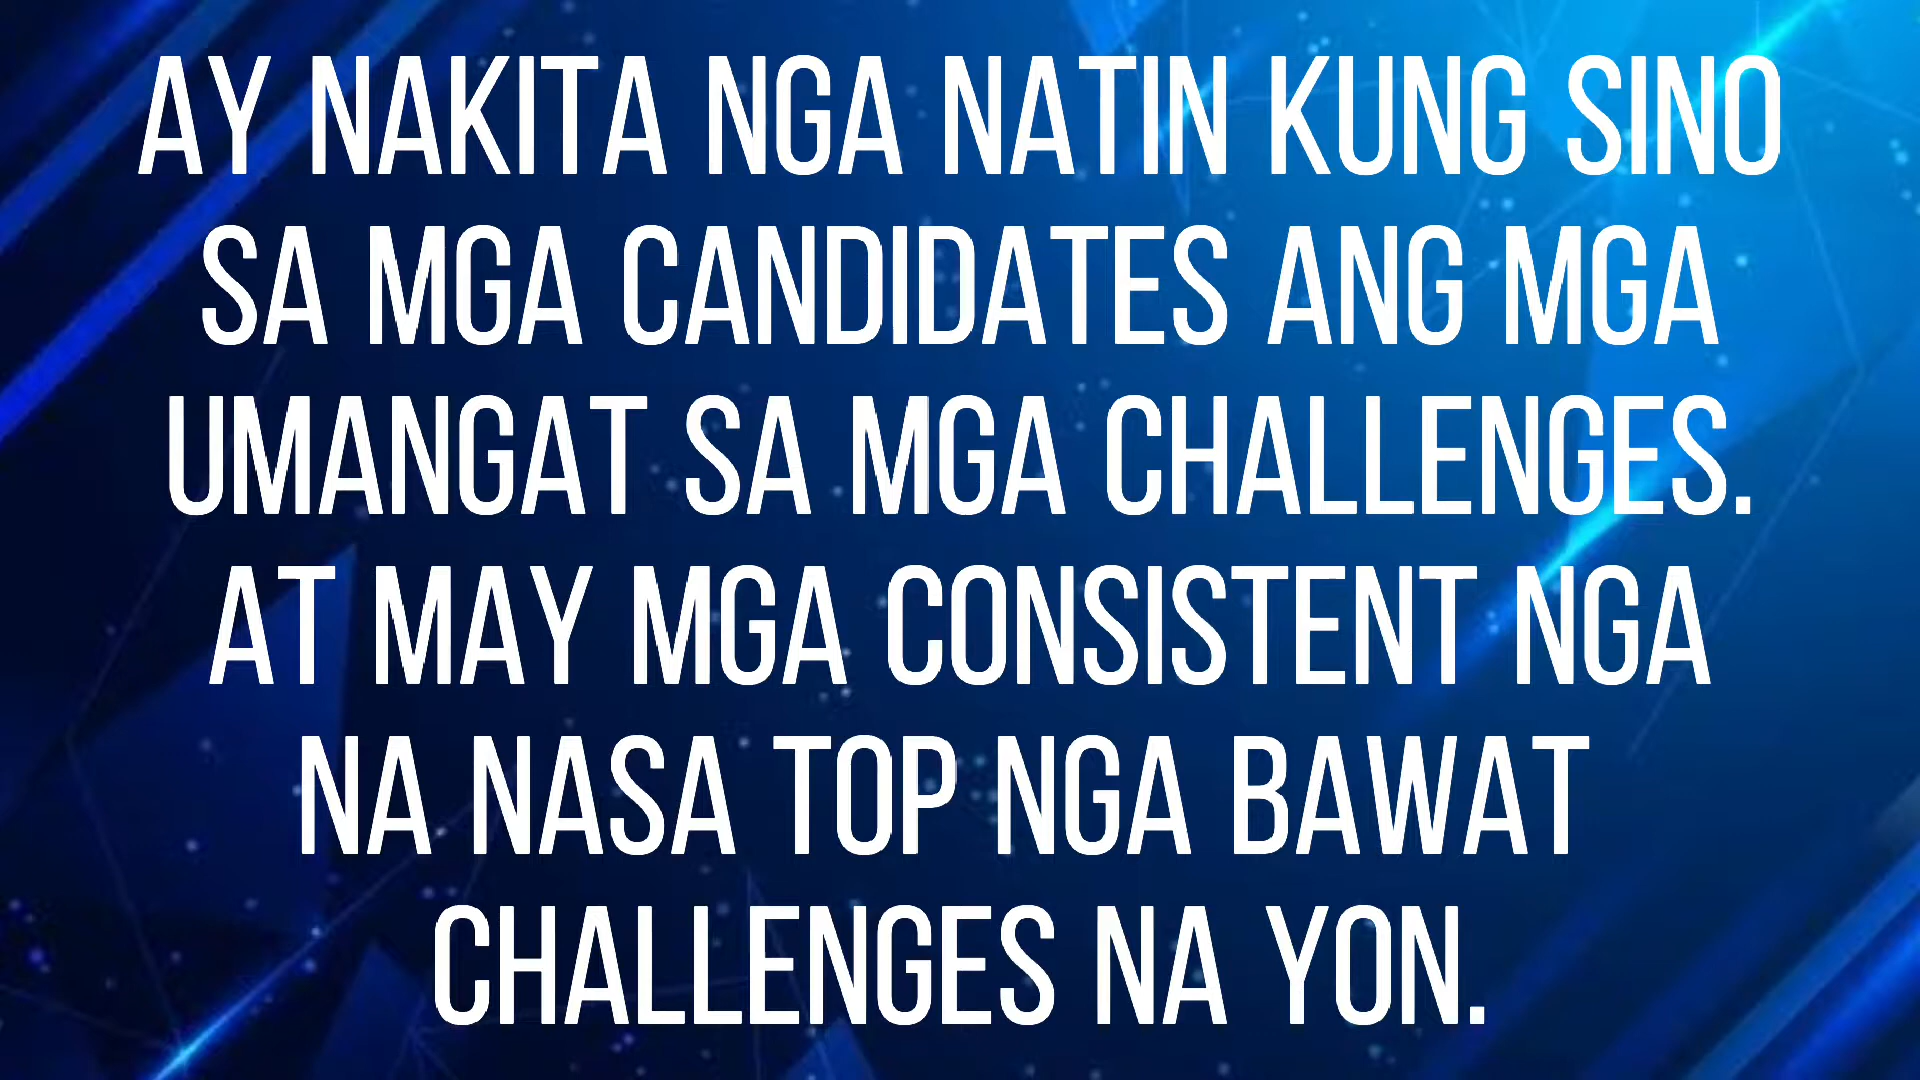 AY NAKITA NGA NATIN KUNG SINO
SA MGA CANDIDATES ANG MGA
UMANGAT SA MGA CHALLENGES.
AT MAY MGA CONSISTENT NGA
NA NASA TOP NGA BAWAT
CHALLENGES NA YON.